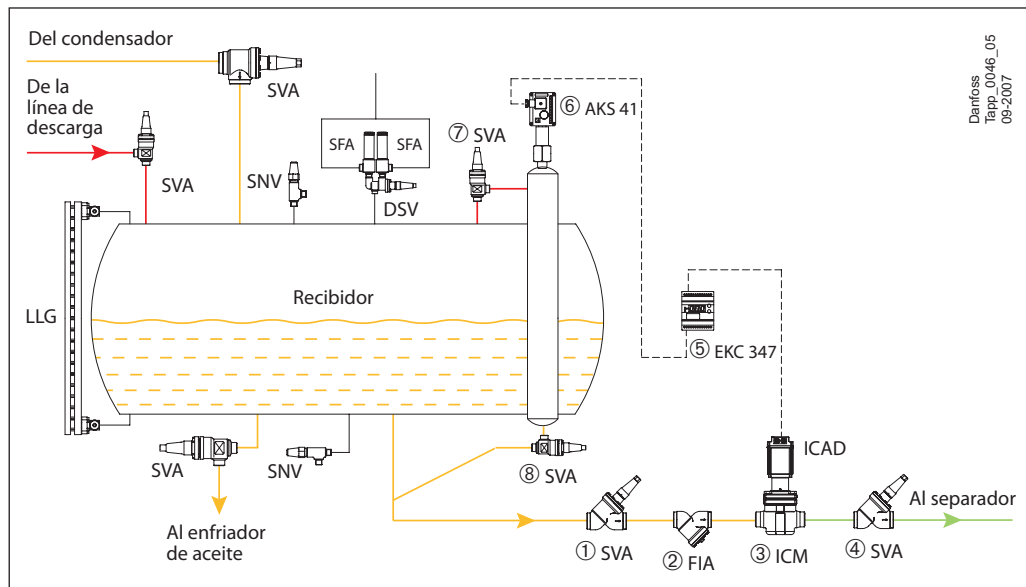 Del condensador
De la
línea de
descarga
SVA
SVA
SNV
SFA
SFA
DSV
⑦ SVA
⑥ AKS 41
Danfoss
Tapp_0046_05
09-2007
LLG
Recibidor
⑤ EKC 347
SVA
SNV
⑧ SVA
ICAD
Al enfriador
de aceite
Al separador
① SVA
② FIA
③ ICM
④ SVA